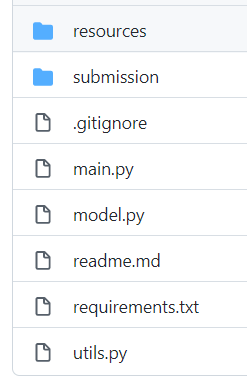 resources
submission
.gitignore
main.py
model.py
readme.md
requirements.txt
utils.py